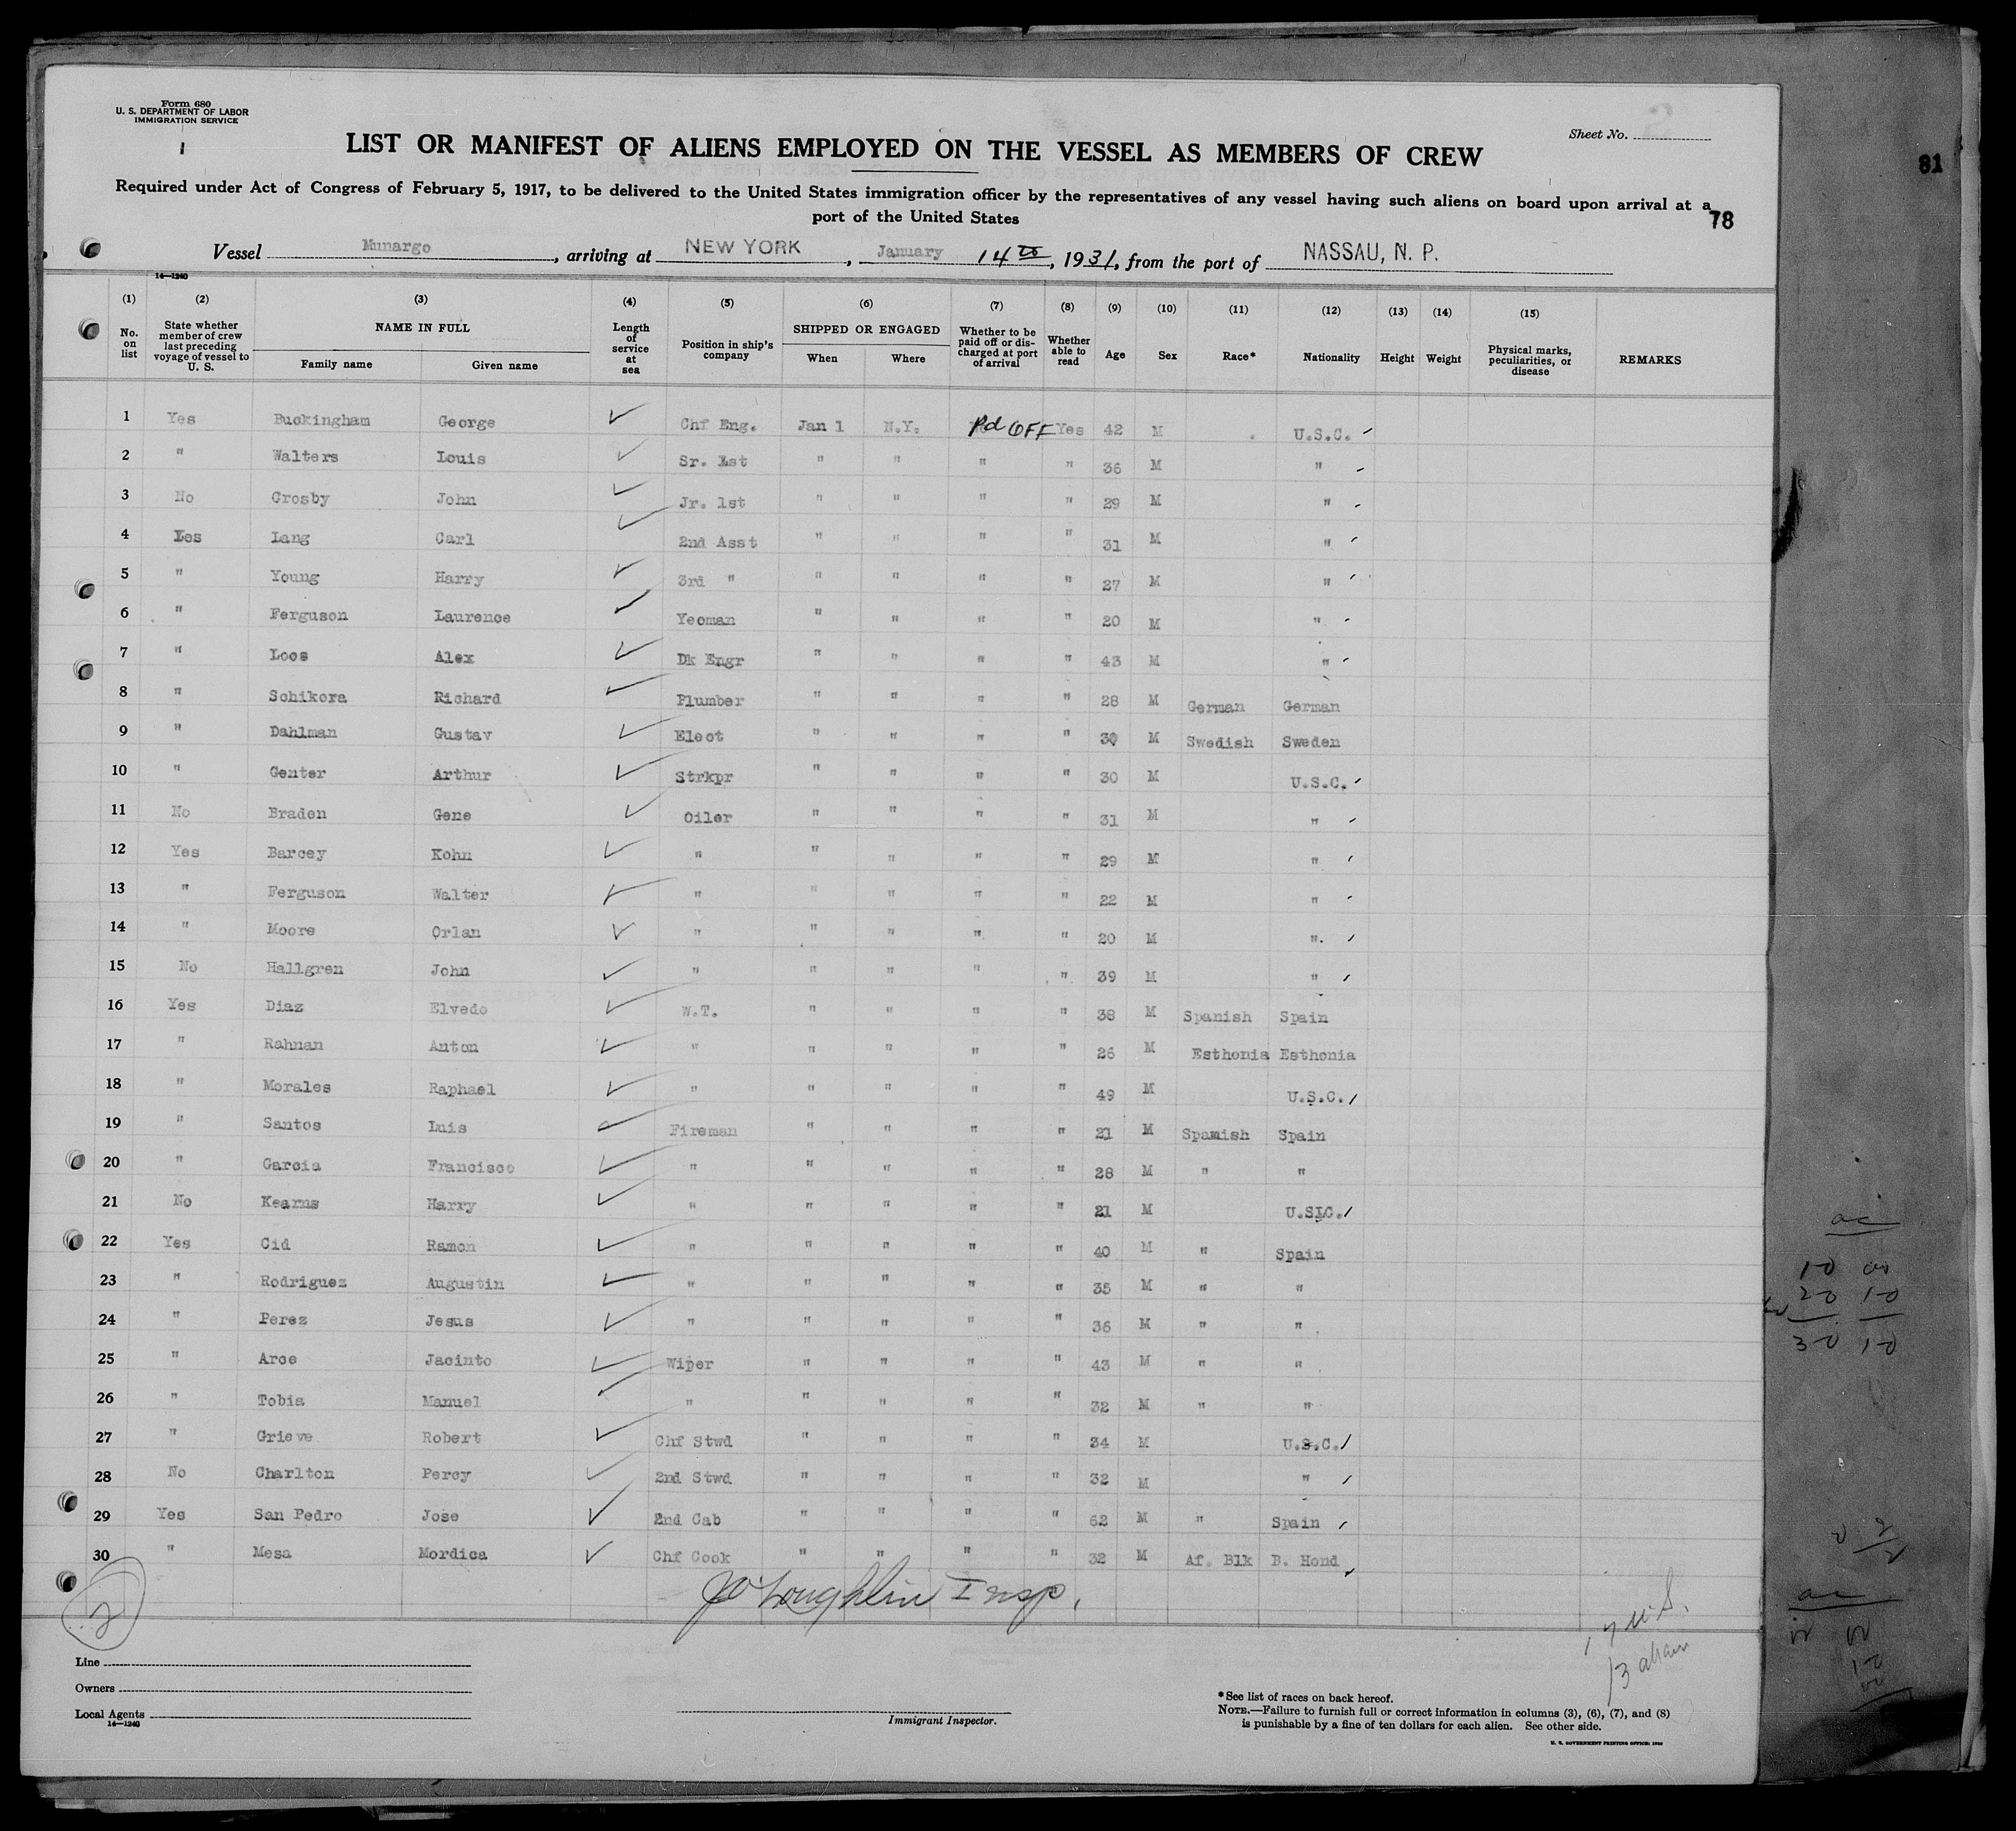 Form 680
U. S. DEPARTMENT OF LABOR
IMMIGRATION SERVICE
1
Sheet No.
LIST OR MANIFEST OF ALIENS EMPLOYED ON THE VESSEL AS MEMBERS OF CREW
81
Required under Act of Congress of February 5, 1917, to be delivered to the United States immigration officer by the representatives of any vessel having such aliens on board upon arrival at a
port of the United States
78
Vessel Munargo, arriving at NEW YORK, January 14th, 1931, from the port of NASSAU, N. P.
14—1240
(1) (2) (3) (4) (5) (6) (7) (8) (9) (10) (11) (12) (13) (14) (15)
No. on list State whether member of crew last preceding voyage of vessel to U. S. NAME IN FULL Family name Given name Length of service at sea Position in ship's company SHIPPED OR ENGAGED When Where Whether to be paid off or discharged at port of arrival Whether able to read Age Sex Race* Nationality Height Weight Physical marks, peculiarities, or disease REMARKS
1 Yes Buckingham George ✓ Chf Eng. Jan 1 N.Y. Pd OFF Yes 42 M U.S.C.
2 " Walters Louis ✓ Sr. 1st " " " " 36 M "
3 No Crosby John ✓ Jr. 1st " " " " 29 M "
4 Les Lang Carl ✓ 2nd Asst " " " " 31 M "
5 " Young Harry ✓ 3rd " " " " " 27 M "
6 " Ferguson Laurence ✓ Yeoman " " " " 20 M "
7 " Loos Alex ✓ Dk Engr " " " " 43 M "
8 " Schikora Richard ✓ Plumber " " " " 28 M German German
9 " Dahlman Gustav ✓ Elect " " " " 30 M Swedish Sweden
10 " Genter Arthur ✓ Strkpr " " " " 30 M U.S.C.
11 No Braden Gene ✓ Oiler " " " " 31 M "
12 Yes Barcey Kohn ✓ " " " " " 29 M "
13 " Ferguson Walter ✓ " " " " " 22 M "
14 " Moore Orlan ✓ " " " " " 20 M "
15 No Hallgren John ✓ " " " " " 39 M "
16 Yes Diaz Elvedo ✓ W.T. " " " " 38 M Spanish Spain
17 " Rahnan Anton ✓ " " " " " 26 M Esthonia Esthonia
18 " Morales Raphael ✓ " " " " " 49 M U.S.C.
19 " Santos Luis ✓ Fireman " " " " 21 M Spanish Spain
20 " Garcia Francisco ✓ " " " " " 28 M " "
21 No Kearns Harry ✓ " " " " " 21 M U.S.C.
22 Yes Cid Ramon ✓ " " " " " 40 M " Spain
23 " Rodriguez Augustin ✓ " " " " " 35 M " "
24 " Perez Jesus ✓ " " " " " 36 M " "
25 " Arce Jacinto ✓ Wiper " " " " 43 M " "
26 " Tobia Manuel ✓ " " " " " 32 M " "
27 " Grieve Robert ✓ Chf Stwd " " " " 34 M U.S.C.
28 No Charlton Percy ✓ 2nd Stwd " " " " 32 M "
29 Yes San Pedro Jose ✓ 2nd Cab " " " " 62 M " Spain
30 " Mesa Mordica ✓ Chf Cook " " " " 32 M Af. Blk B. Hond
2
Insp.
17 U.S.
13 alien
Line
Owners
Local Agents
14—1240
Immigrant Inspector.
*See list of races on back hereof.
NOTE.—Failure to furnish full or correct information in columns (3), (6), (7), and (8)
is punishable by a fine of ten dollars for each alien. See other side.
U. S. GOVERNMENT PRINTING OFFICE: 1930